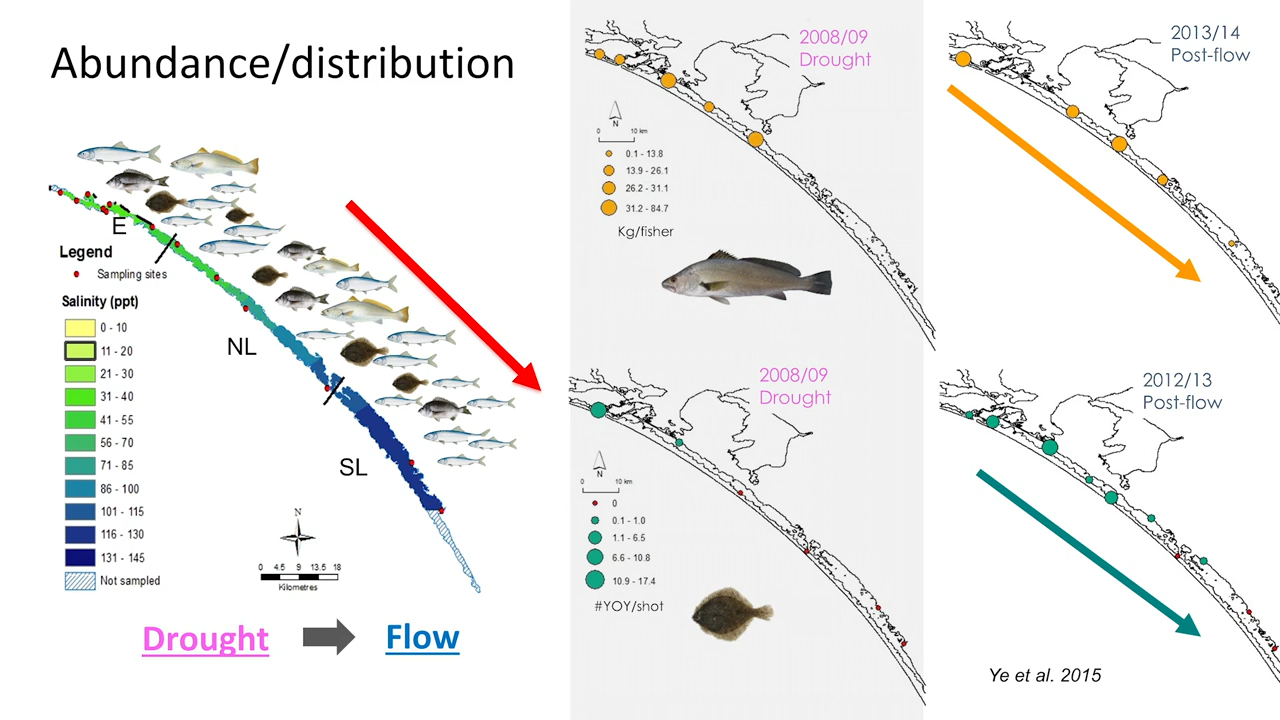 Abundance/distribution
E
NL
SL
Legend
Sampling sites
Salinity (ppt)
0 - 10
11 - 20
21 - 30
31 - 40
41 - 55
56 - 70
71 - 85
86 - 100
101 - 115
116 - 130
131 - 145
Not sampled
N
0 4.5 9 13.5 18
Kilometres
Drought
Flow
2008/09
Drought
N
0 10 km
0.1 - 13.8
13.9 - 26.1
26.2 - 31.1
31.2 - 84.7
Kg/fisher
2013/14
Post-flow
2008/09
Drought
N
0 10 km
0
0.1 - 1.0
1.1 - 6.5
6.6 - 10.8
10.9 - 17.4
#YOY/shot
2012/13
Post-flow
Ye et al. 2015